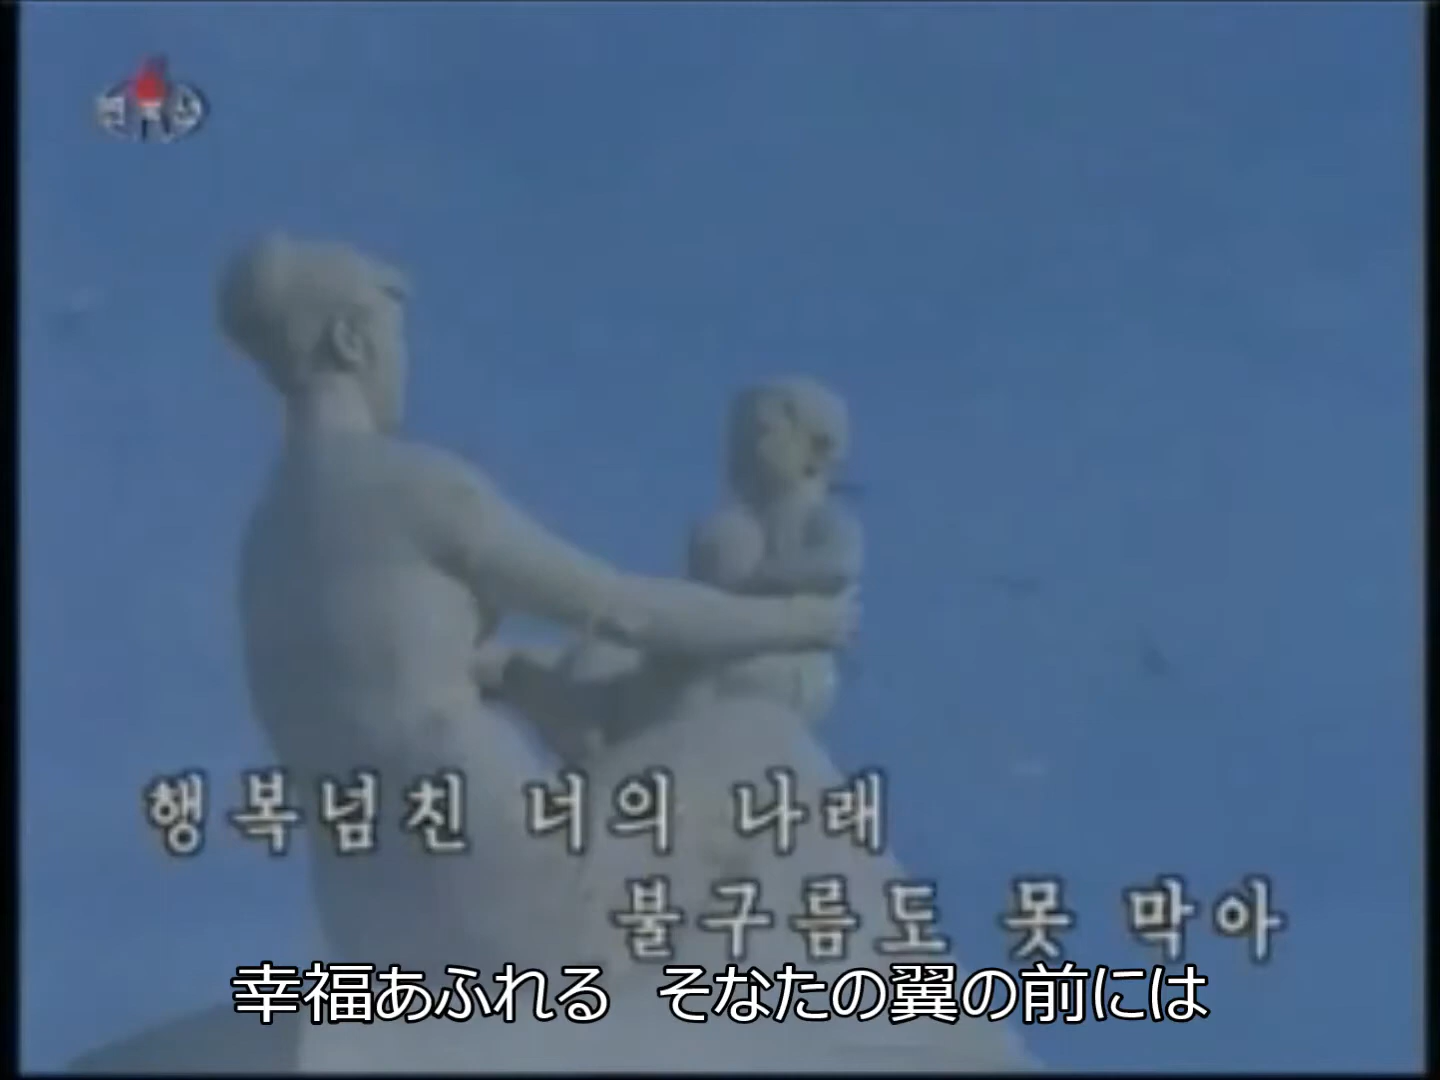 행복넘친 너의 나래
불구름도 못 막아
幸福あふれる そなたの翼の前には